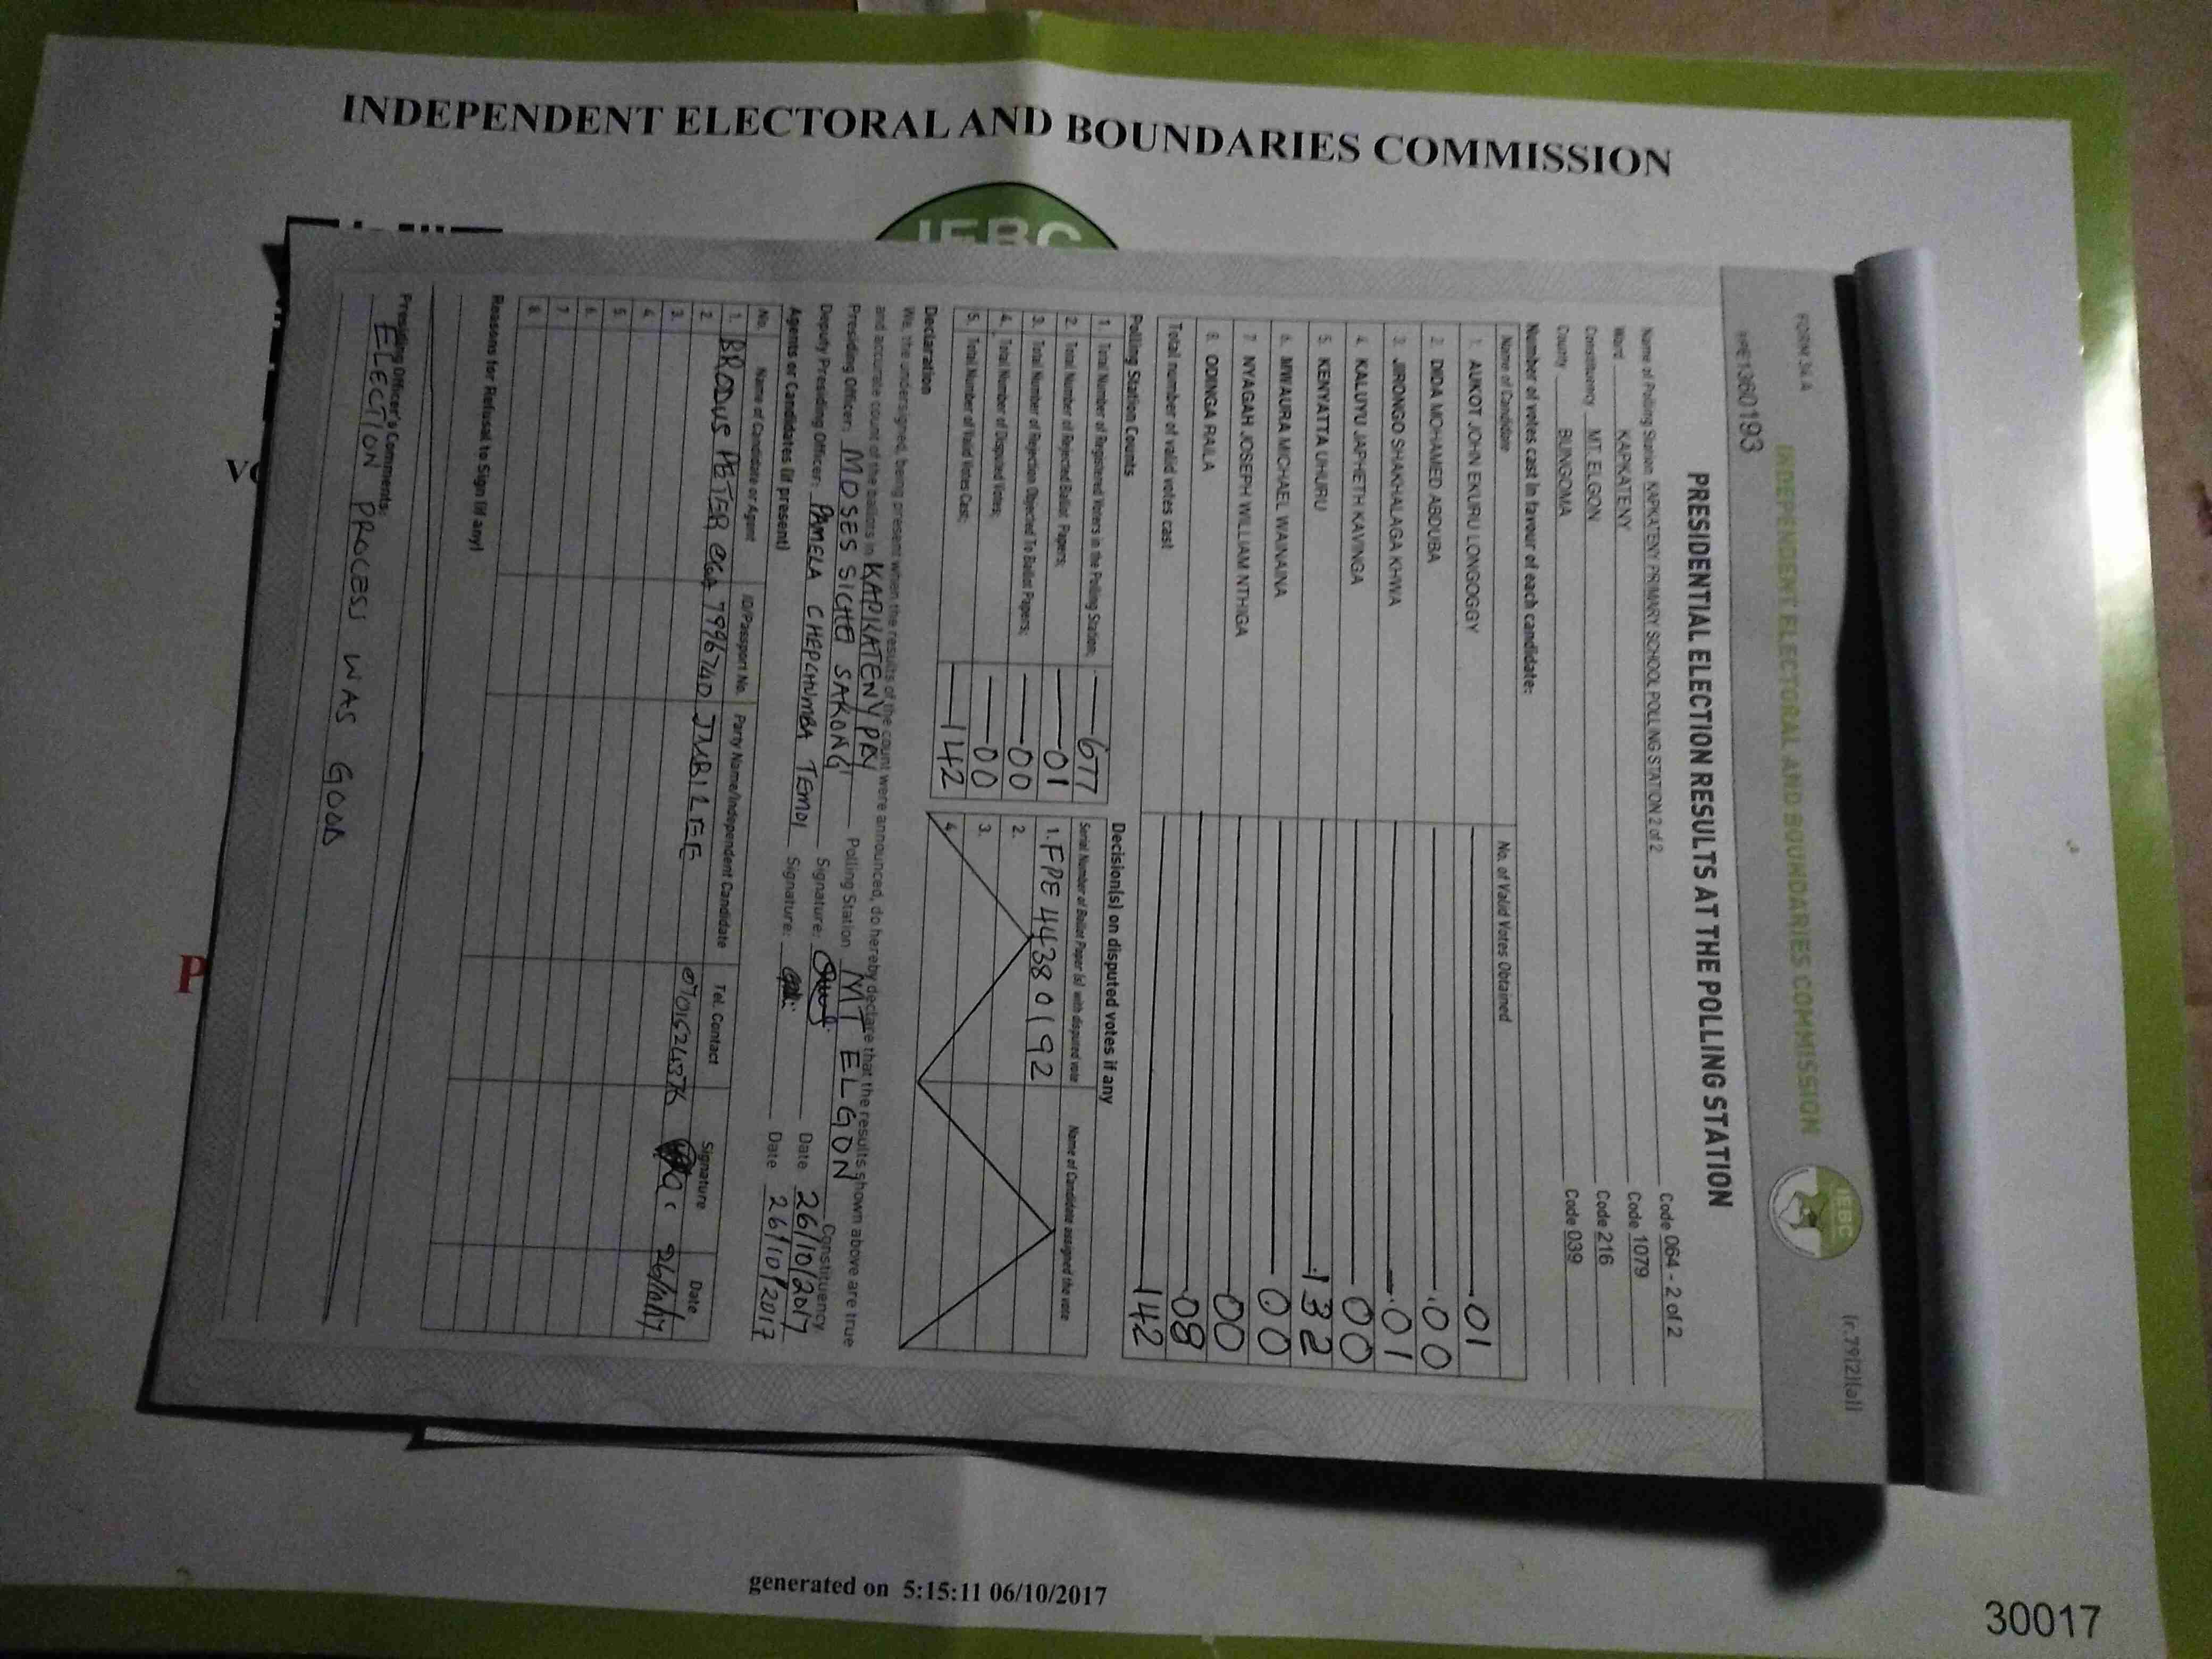 INDEPENDENT ELECTORAL AND BOUNDARIES COMMISSION
IEBC
FORM 34 A
INDEPENDENT ELECTORAL AND BOUNDARIES COMMISSION
IEBC
(r.79(2)(a))
PRESIDENTIAL ELECTION RESULTS AT THE POLLING STATION
Name of Polling Station KAPKATENY PRIMARY SCHOOL POLLING STATION 2 of 2 Code 064 - 2 of 2
Ward KAPKATENY Code 1079
Constituency MT. ELGON Code 216
County BUNGOMA Code 039
Number of votes cast in favour of each candidate:
Name of Candidate No. of Valid Votes Obtained
1. AUKOT JOHN EKURU LONGOGGY 01
2. DIDA MOHAMED ABDUBA 00
3. JIRONGO SHAKHALAGA KHWA 01
4. KALUYU JAPHETH KAVINGA 00
5. KENYATTA UHURU 132
6. MWAURA MICHAEL WAINAINA 00
7. NYAGAH JOSEPH WILLIAM NTHIGA 00
8. ODINGA RAILA 08
Total number of valid votes cast 142
Polling Station Counts
1. Total Number of Registered Voters in the Polling Station; 677
2. Total Number of Rejected Ballot Papers; 01
3. Total Number of Rejection Objected To Ballot Papers; 00
4. Total Number of Disputed Votes; 00
5. Total Number of Valid Votes Cast; 142
Decision(s) on disputed votes if any
Serial Number of Ballot Paper (s) with disputed vote Name of Candidate assigned the vote
1. FPE 4438 0192
2.
3.
4.
Declaration
We, the undersigned, being present when the results of the count were announced, do hereby declare that the results shown above are true
and accurate count of the ballots in KAPKATENY PRY Polling Station MT ELGON Constituency
Presiding Officer: MOSES SICHEI SAKONG Signature: Date 26/10/2017
Deputy Presiding Officer: PAMELA CHEPCHUMBA TEMOI Signature: Date 26/10/2017
Agents or Candidates (if present)
No. Name of Candidate or Agent ID/Passport No. Party Name/Independent Candidate Tel. Contact Signature Date
1. BRODUS PETER 7996740 JUBILEE
2.
3.
4.
5.
6.
7.
8.
Reasons for Refusal to Sign (if any)
Presiding Officer's Comments:
ELECTION PROCESS WAS GOOD
P
generated on 5:15:11 06/10/2017
30017